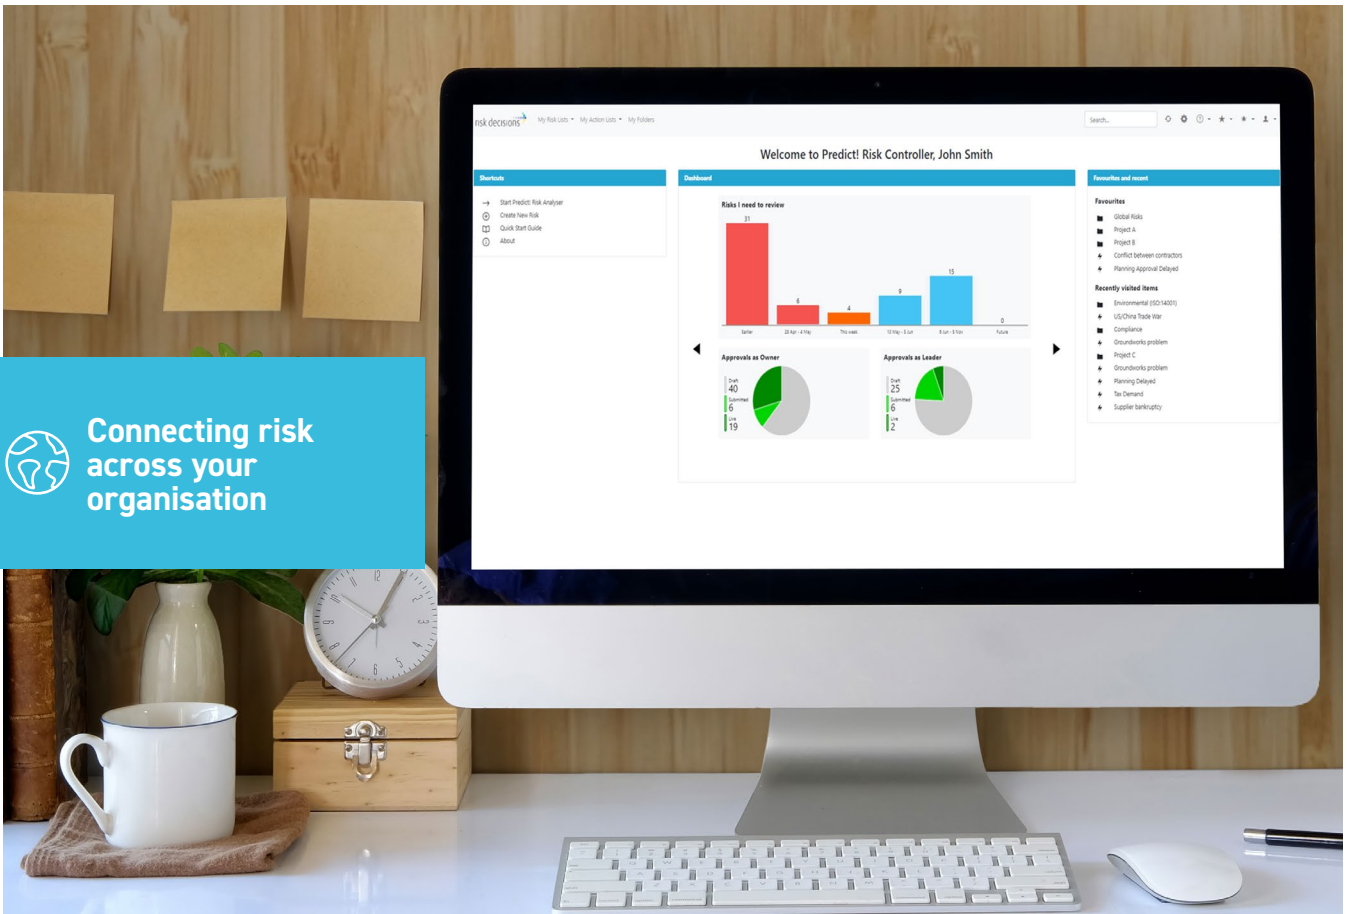 risk decisions
My Risk Lists
My Action Lists
My Folders
Search...
Welcome to Predict! Risk Controller, John Smith
Shortcuts
Start Predict! Risk Analyser
Create New Risk
Quick Start Guide
About
Dashboard
Risks I need to review
31
6
4
9
15
0
Earlier
28 Apr - 4 May
This week
Future
Approvals as Owner
Draft
40
Submitted
6
Live
19
Approvals as Leader
Draft
25
Submitted
6
Live
2
Favourites and recent
Favourites
Global Risks
Project A
Project B
Conflict between contractors
Planning Approval Delayed
Recently visited items
Environmental (ISO:14001)
US/China Trade War
Compliance
Groundworks problem
Project C
Groundworks problem
Planning Delayed
Tax Demand
Supplier bankruptcy
Connecting risk
across your
organisation